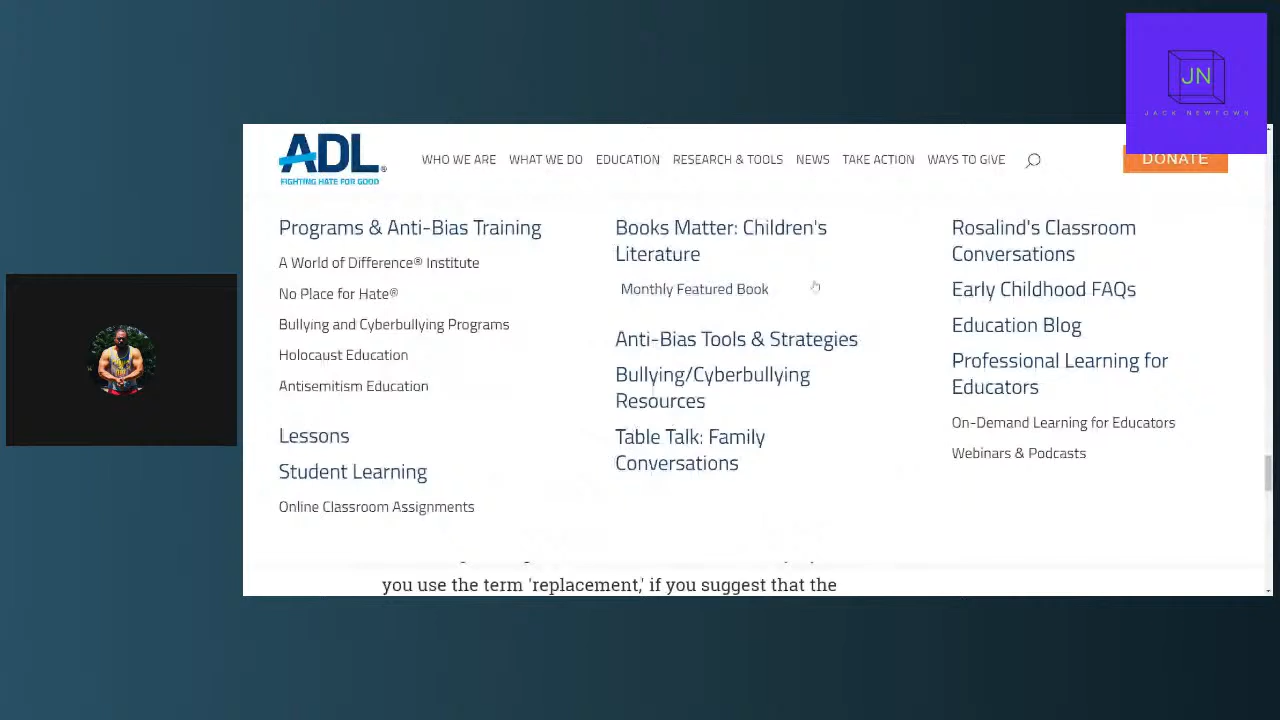 JN
JACK NEWTOWN
ADL®
FIGHTING HATE FOR GOOD®
WHO WE ARE WHAT WE DO EDUCATION RESEARCH & TOOLS NEWS TAKE ACTION WAYS TO GIVE
DONATE
Programs & Anti-Bias Training
A World of Difference® Institute
No Place for Hate®
Bullying and Cyberbullying Programs
Holocaust Education
Antisemitism Education
Lessons
Student Learning
Online Classroom Assignments
Books Matter: Children's
Literature
Monthly Featured Book
Anti-Bias Tools & Strategies
Bullying/Cyberbullying
Resources
Table Talk: Family
Conversations
Rosalind's Classroom
Conversations
Early Childhood FAQs
Education Blog
Professional Learning for
Educators
On-Demand Learning for Educators
Webinars & Podcasts
you use the term 'replacement,' if you suggest that the